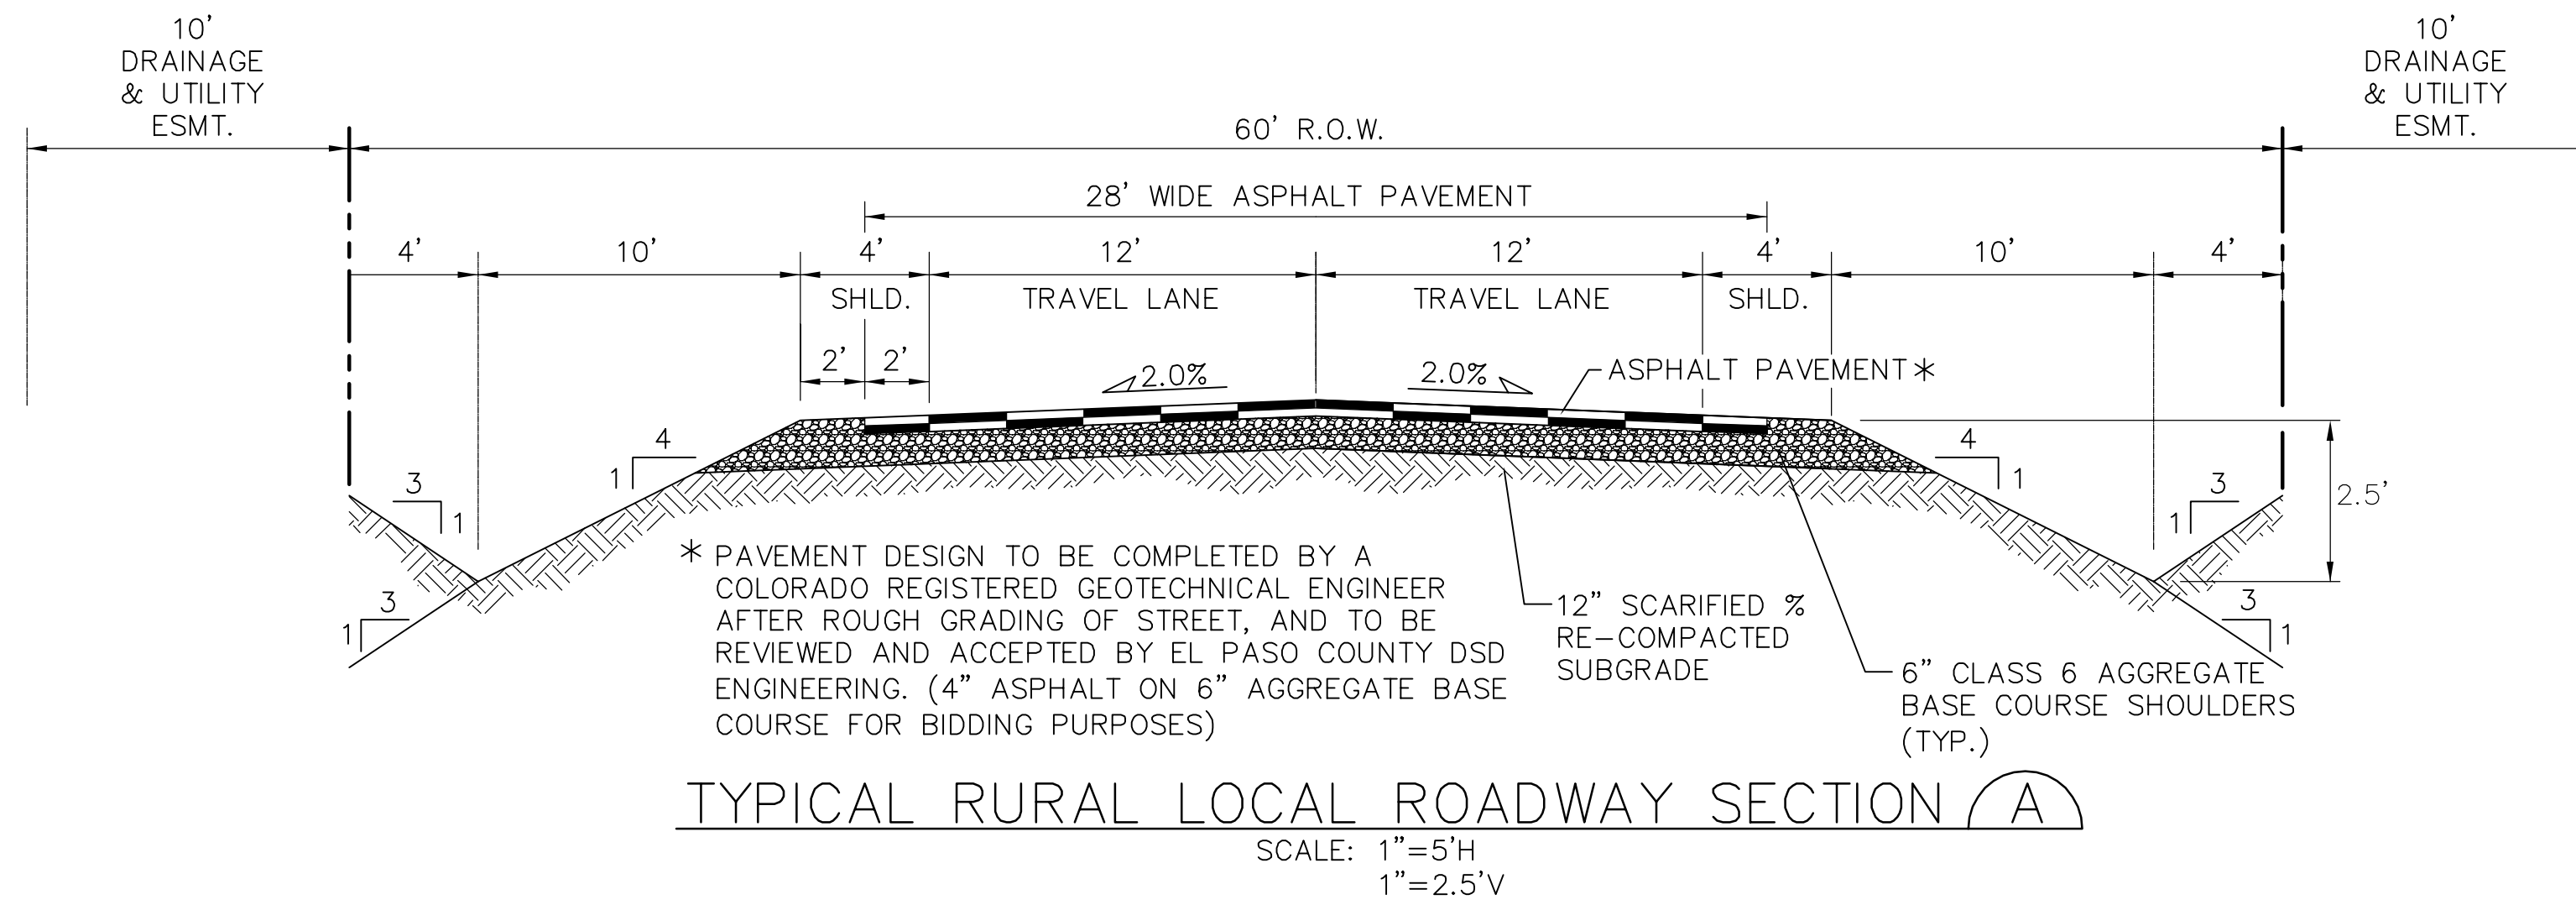 10'
DRAINAGE
& UTILITY
ESMT.
10'
DRAINAGE
& UTILITY
ESMT.
60' R.O.W.
28' WIDE ASPHALT PAVEMENT
4'
10'
4'
12'
12'
4'
10'
4'
SHLD.
TRAVEL LANE
TRAVEL LANE
SHLD.
2'
2'
2.0%
2.0%
ASPHALT PAVEMENT*
4
1
4
1
3
1
3
1
2.5'
3
1
3
1
* PAVEMENT DESIGN TO BE COMPLETED BY A
COLORADO REGISTERED GEOTECHNICAL ENGINEER
AFTER ROUGH GRADING OF STREET, AND TO BE
REVIEWED AND ACCEPTED BY EL PASO COUNTY DSD
ENGINEERING. (4" ASPHALT ON 6" AGGREGATE BASE
COURSE FOR BIDDING PURPOSES)
12" SCARIFIED %
RE-COMPACTED
SUBGRADE
6" CLASS 6 AGGREGATE
BASE COURSE SHOULDERS
(TYP.)
TYPICAL RURAL LOCAL ROADWAY SECTION A
SCALE: 1"=5'H
1"=2.5'V